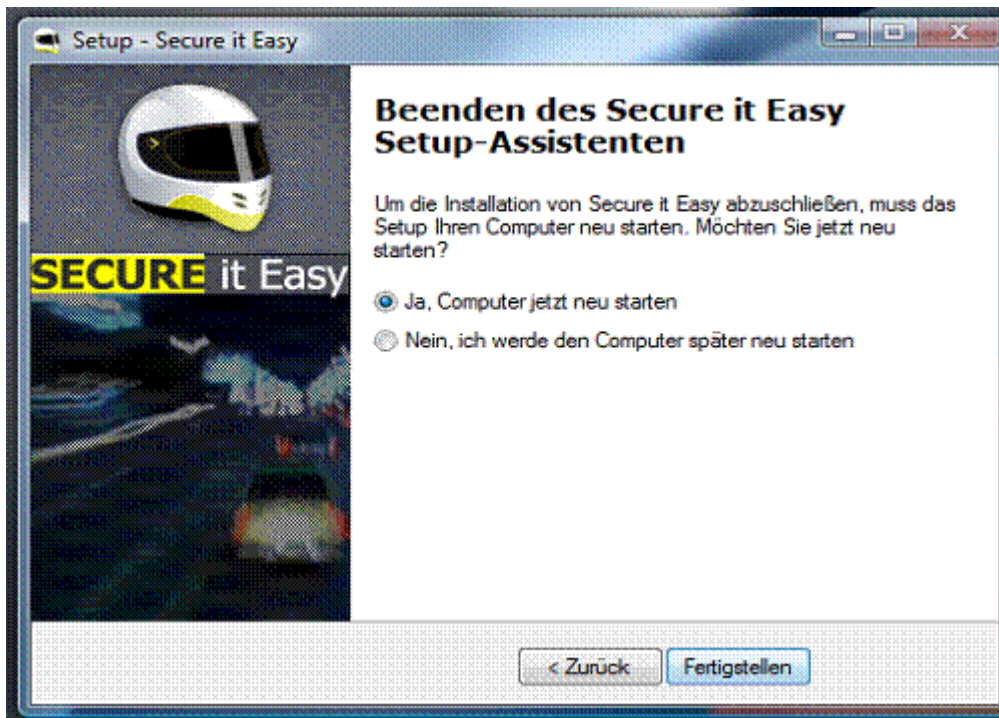 Setup - Secure it Easy
Beenden des Secure it Easy
Setup-Assistenten
Um die Installation von Secure it Easy abzuschließen, muss das
Setup Ihren Computer neu starten. Möchten Sie jetzt neu
starten?
SECURE it Easy
Ja, Computer jetzt neu starten
Nein, ich werde den Computer später neu starten
< Zurück
Fertigstellen